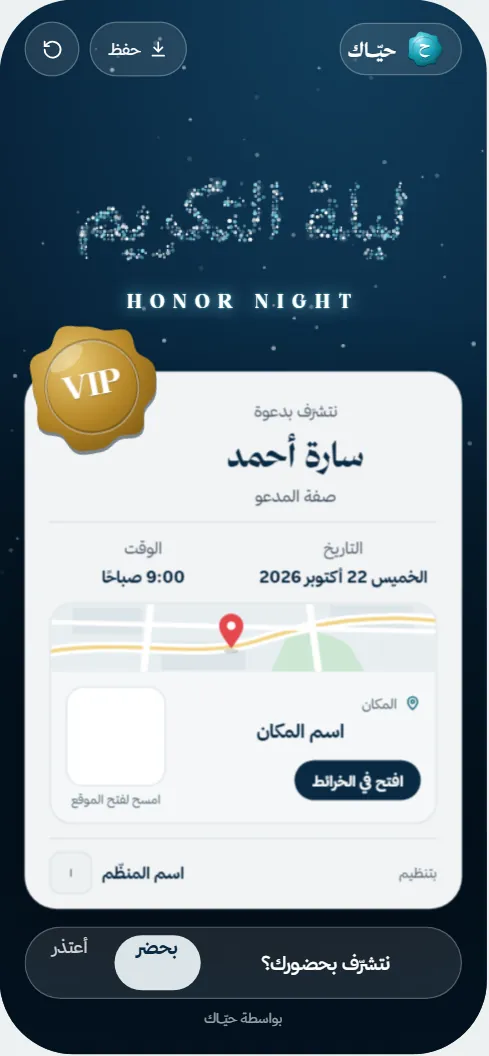 ح حيّاك
حفظ
ليلة التكريم
HONOR NIGHT
VIP
نتشرّف بدعوة
سارة أحمد
صفة المدعو
التاريخ
الخميس 22 أكتوبر 2026
الوقت
9:00 صباحًا
المكان
اسم المكان
افتح في الخرائط
امسح لفتح الموقع
بتنظيم
اسم المنظّم
ا
نتشرّف بحضورك؟
بحضر
أعتذر
بواسطة حيّاك